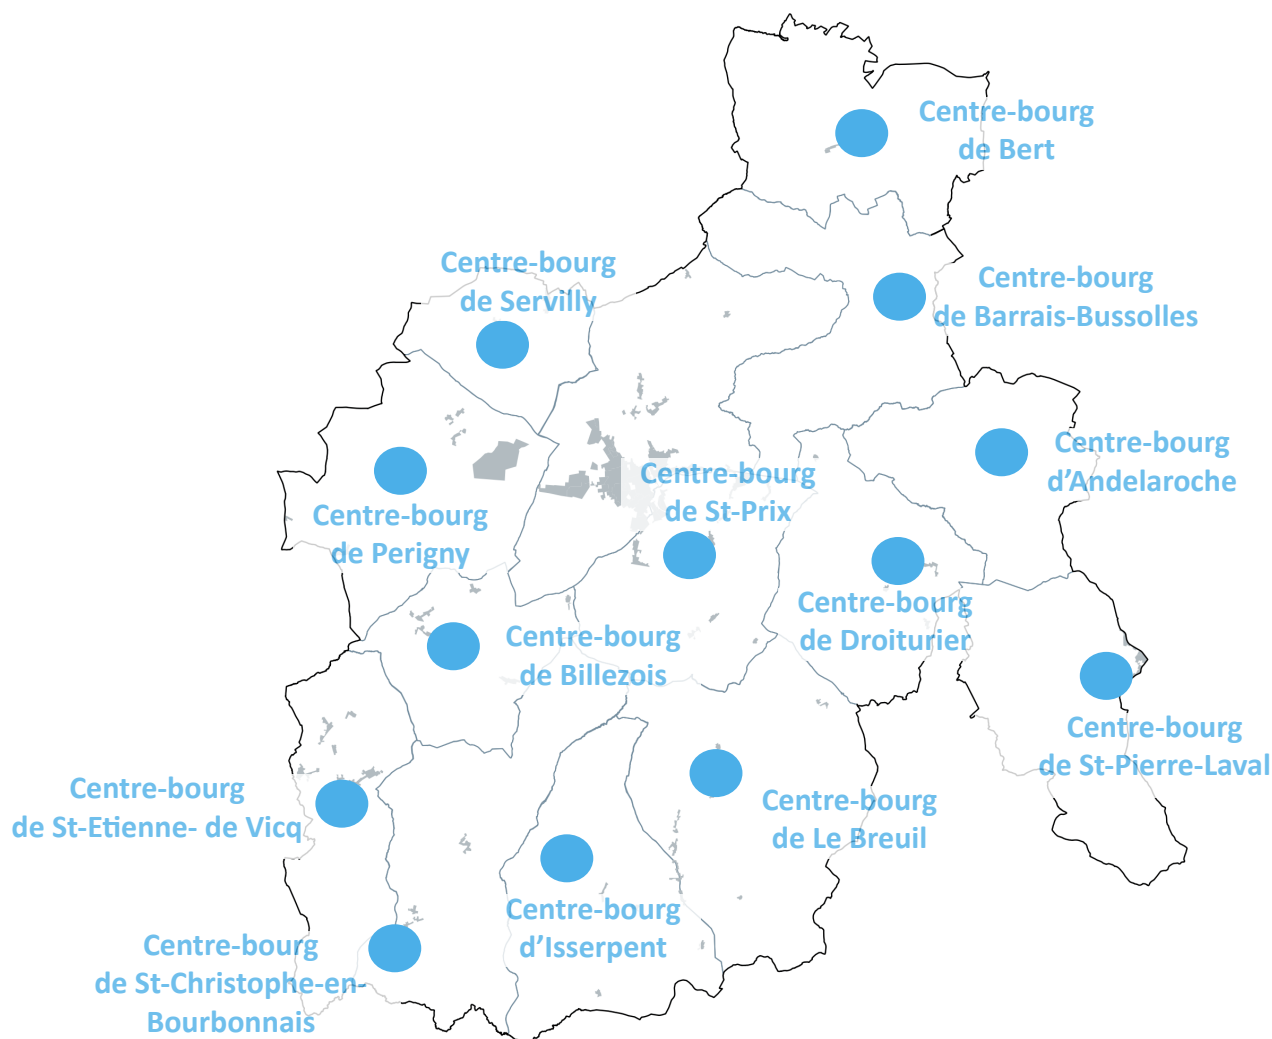 Centre-bourg
de Bert
Centre-bourg
de Servilly
Centre-bourg
de Barrais-Bussolles
Centre-bourg
d'Andelaroche
Centre-bourg
de St-Prix
Centre-bourg
de Perigny
Centre-bourg
de Droiturier
Centre-bourg
de Billezois
Centre-bourg
de St-Pierre-Laval
Centre-bourg
de St-Etienne- de Vicq
Centre-bourg
de Le Breuil
Centre-bourg
d'Isserpent
Centre-bourg
de St-Christophe-en-
Bourbonnais